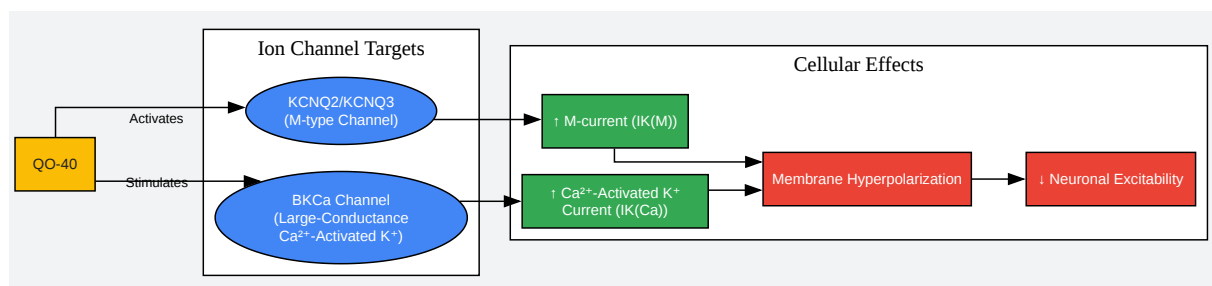 Ion Channel Targets
Cellular Effects
QO-40
Activates
Stimulates
KCNQ2/KCNQ3
(M-type Channel)
BKCa Channel
(Large-Conductance
Ca²⁺-Activated K⁺)
↑ M-current (IK(M))
↑ Ca²⁺-Activated K⁺
Current (IK(Ca))
Membrane Hyperpolarization
↓ Neuronal Excitability